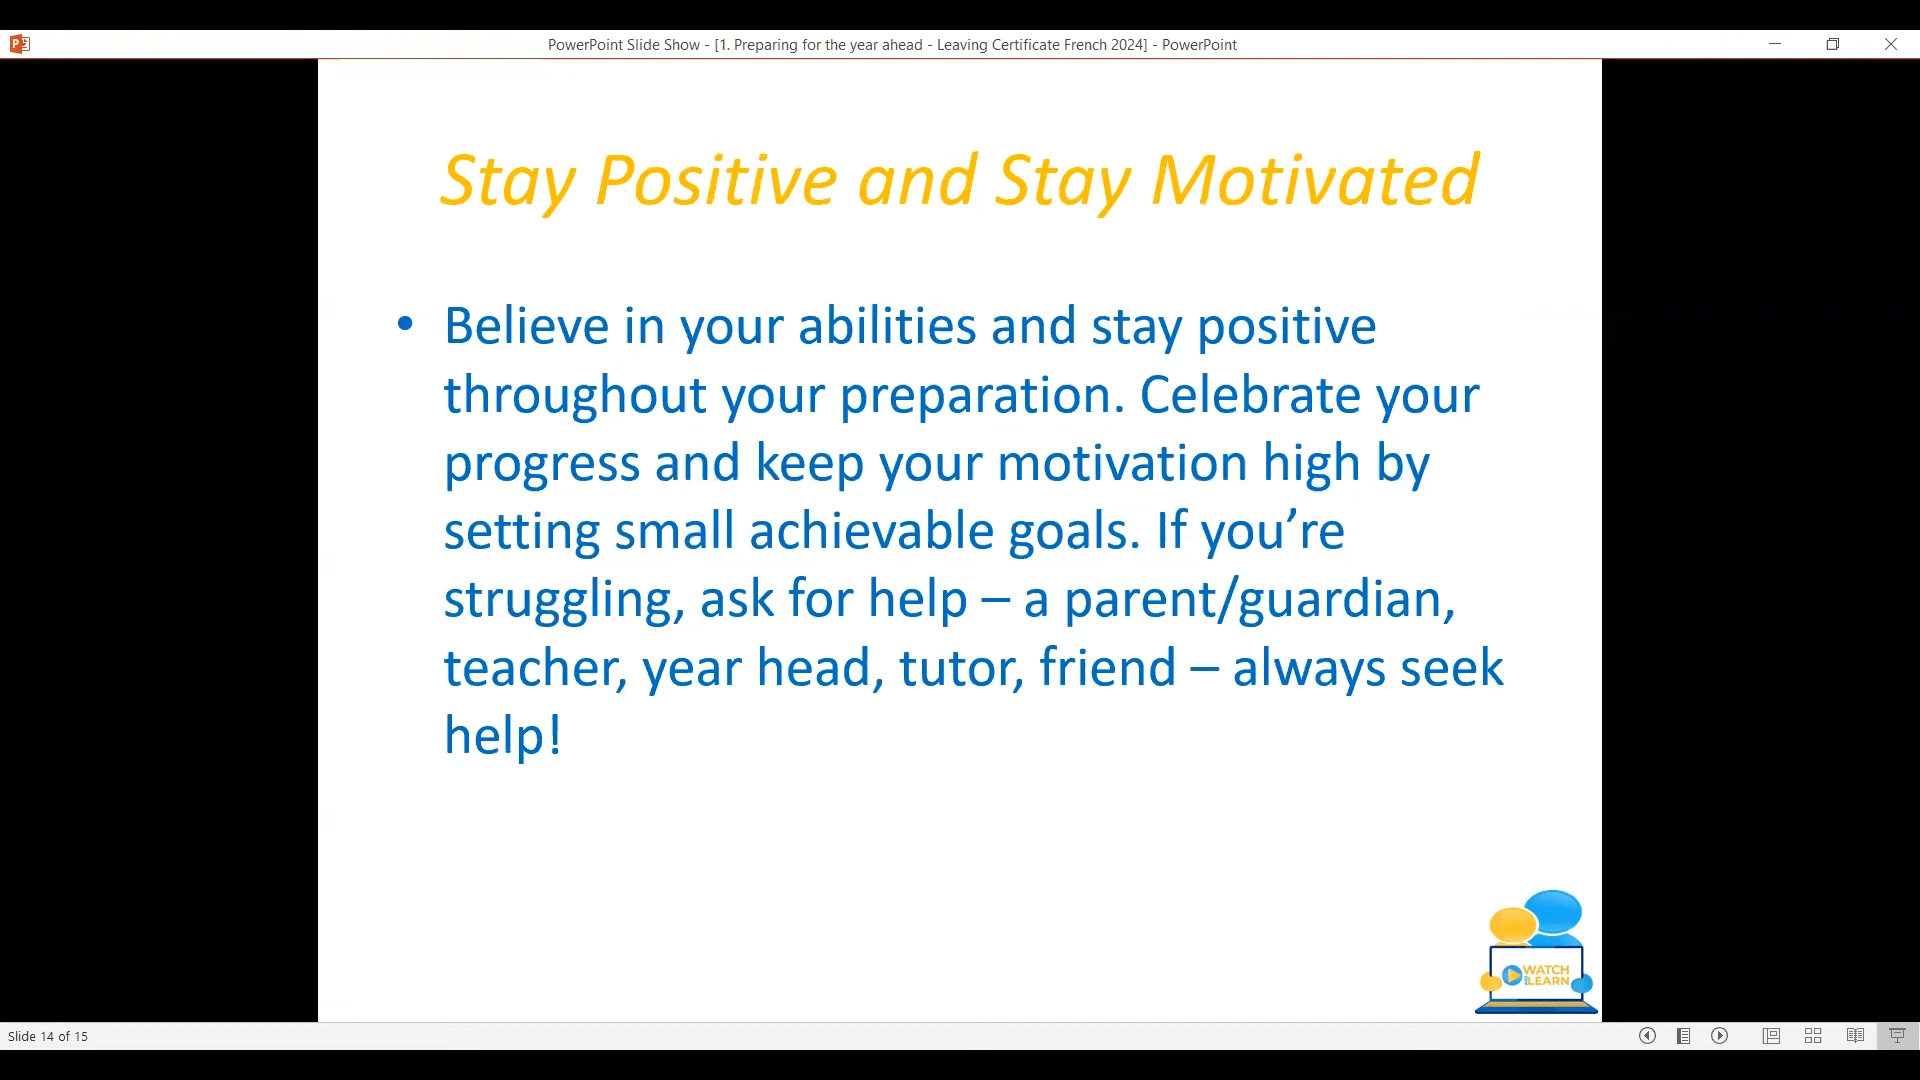 PowerPoint Slide Show - [1. Preparing for the year ahead - Leaving Certificate French 2024] - PowerPoint
Stay Positive and Stay Motivated
• Believe in your abilities and stay positive
throughout your preparation. Celebrate your
progress and keep your motivation high by
setting small achievable goals. If you’re
struggling, ask for help – a parent/guardian,
teacher, year head, tutor, friend – always seek
help!
WATCH
LEARN
Slide 14 of 15